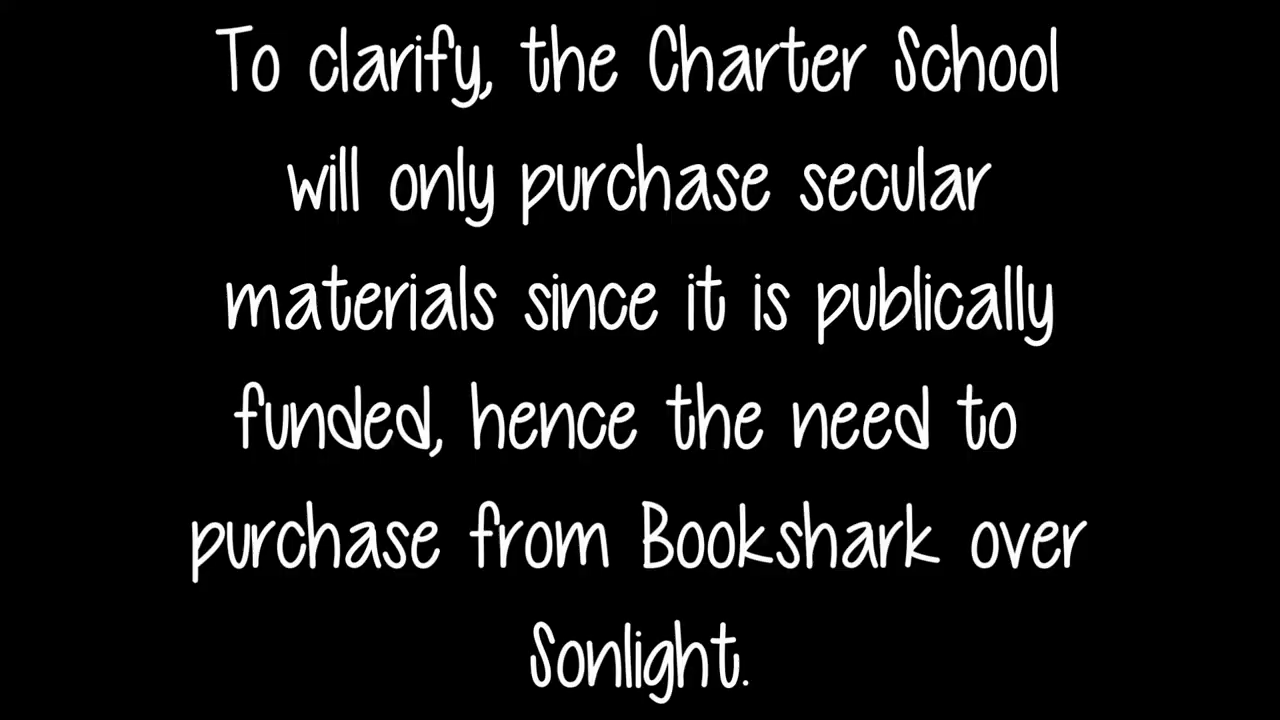 To clarify, the Charter School
will only purchase secular
materials since it is publically
funded, hence the need to
purchase from Bookshark over
Sonlight.